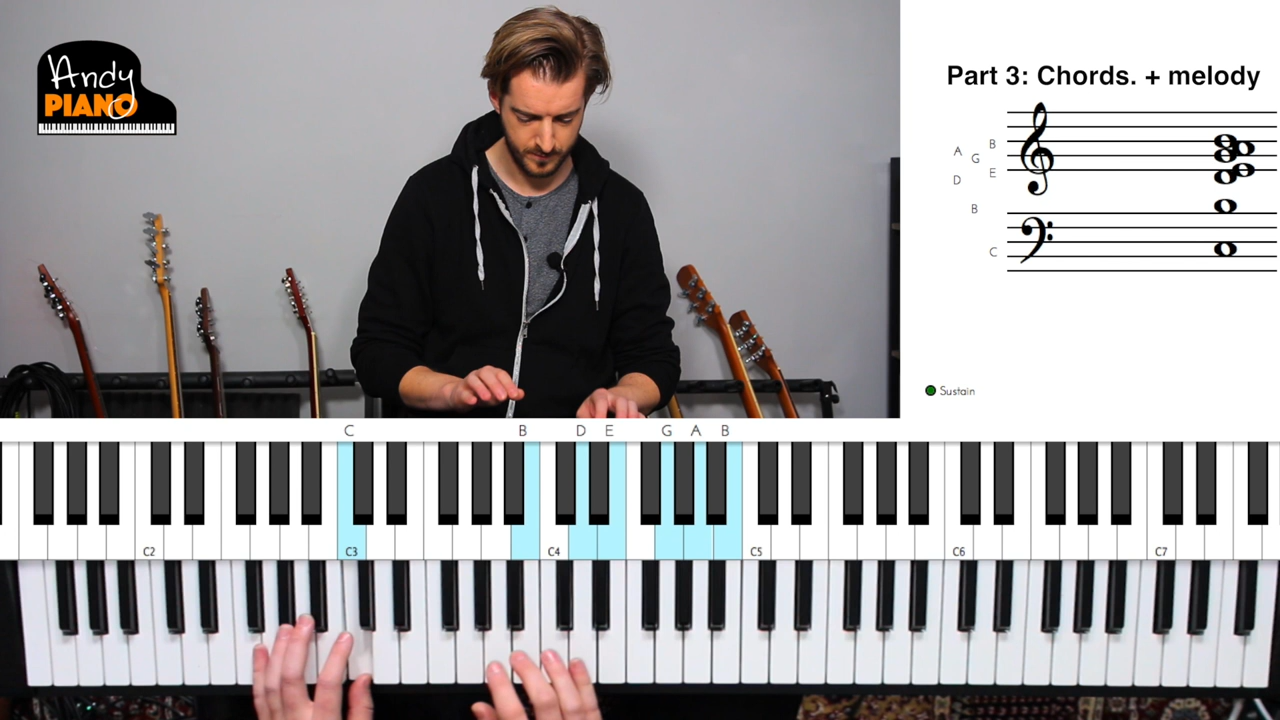 Andy
PIANO
Part 3: Chords. + melody
B
A
G
E
D
B
C
Sustain
C B D E G A B
C2 C3 C4 C5 C6 C7